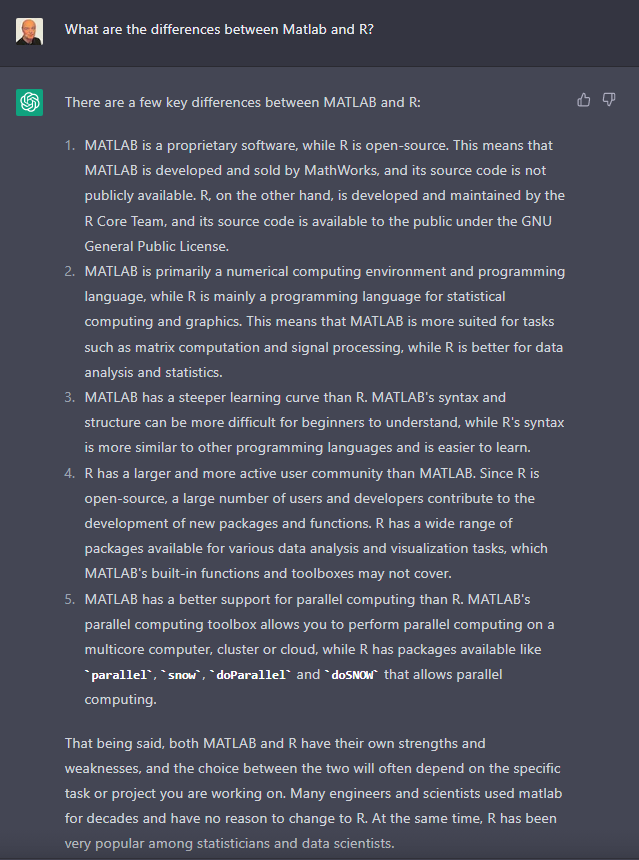 What are the differences between Matlab and R?
There are a few key differences between MATLAB and R:
1. MATLAB is a proprietary software, while R is open-source. This means that
MATLAB is developed and sold by MathWorks, and its source code is not
publicly available. R, on the other hand, is developed and maintained by the
R Core Team, and its source code is available to the public under the GNU
General Public License.
2. MATLAB is primarily a numerical computing environment and programming
language, while R is mainly a programming language for statistical
computing and graphics. This means that MATLAB is more suited for tasks
such as matrix computation and signal processing, while R is better for data
analysis and statistics.
3. MATLAB has a steeper learning curve than R. MATLAB's syntax and
structure can be more difficult for beginners to understand, while R's syntax
is more similar to other programming languages and is easier to learn.
4. R has a larger and more active user community than MATLAB. Since R is
open-source, a large number of users and developers contribute to the
development of new packages and functions. R has a wide range of
packages available for various data analysis and visualization tasks, which
MATLAB's built-in functions and toolboxes may not cover.
5. MATLAB has a better support for parallel computing than R. MATLAB's
parallel computing toolbox allows you to perform parallel computing on a
multicore computer, cluster or cloud, while R has packages available like
`parallel`, `snow`, `doParallel` and `doSNOW` that allows parallel
computing.
That being said, both MATLAB and R have their own strengths and
weaknesses, and the choice between the two will often depend on the specific
task or project you are working on. Many engineers and scientists used matlab
for decades and have no reason to change to R. At the same time, R has been
very popular among statisticians and data scientists.